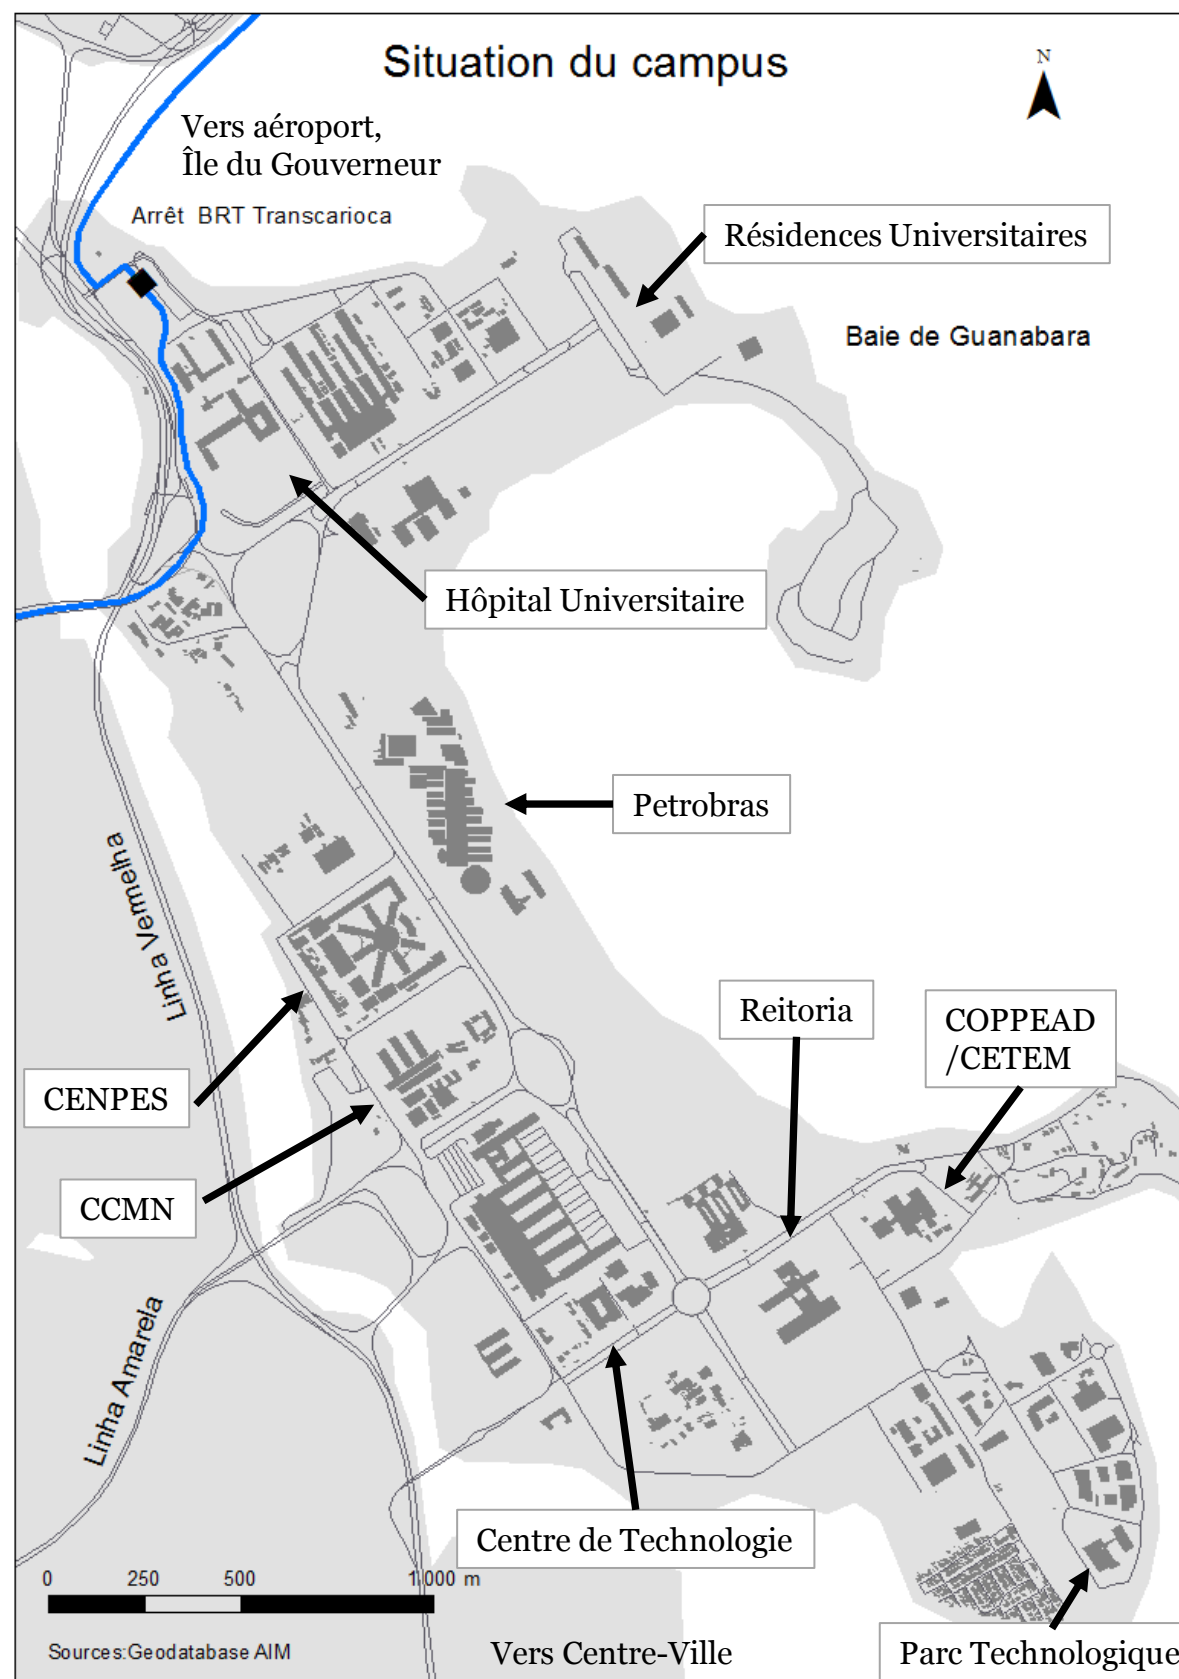 Situation du campus
N
Vers aéroport,
Île du Gouverneur
Arrêt BRT Transcarioca
Résidences Universitaires
Baie de Guanabara
Hôpital Universitaire
Petrobras
Linha Vermelha
Reitoria
COPPEAD
/CETEM
CENPES
CCMN
Linha Amarela
Centre de Technologie
0 250 500 1.000 m
Sources:Geodatabase AIM
Vers Centre-Ville
Parc Technologique